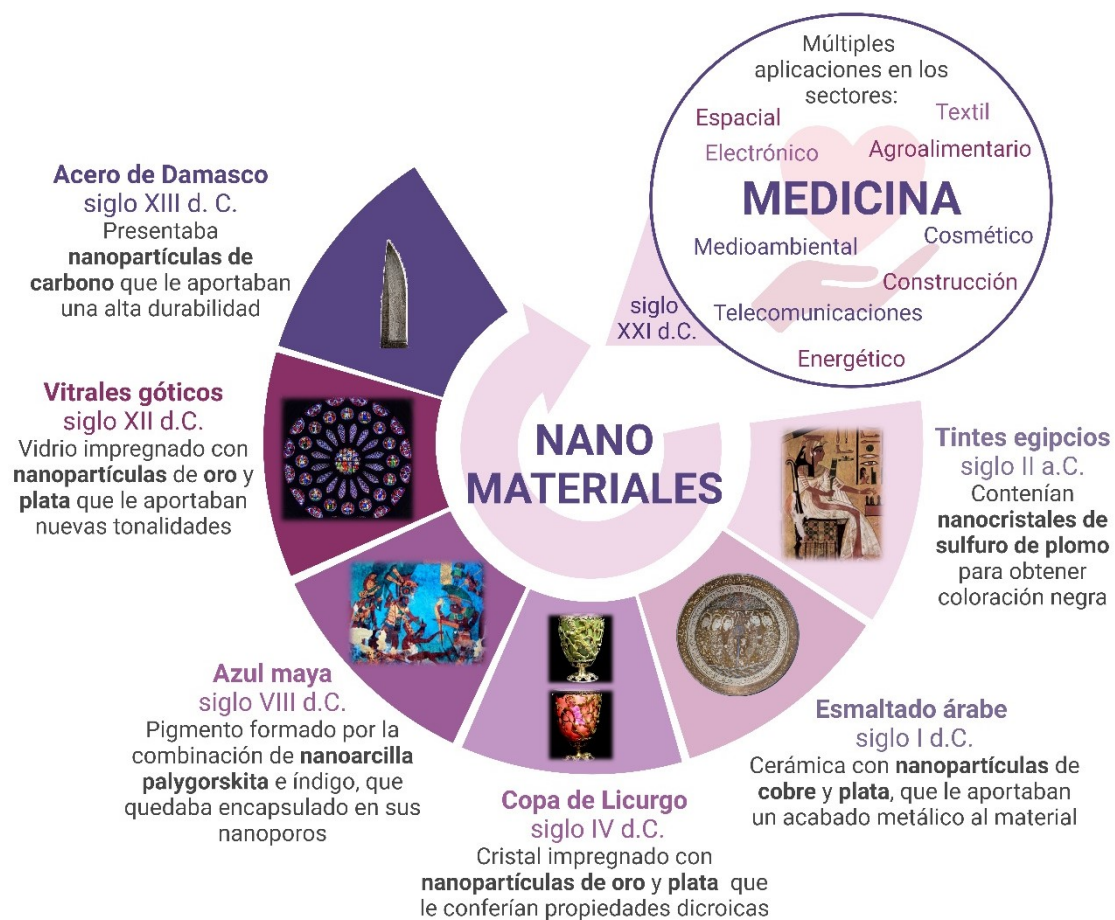 Múltiples
aplicaciones en los
sectores:
Espacial
Textil
Electrónico
Agroalimentario
MEDICINA
Medioambiental
Cosmético
Construcción
Telecomunicaciones
Energético
siglo
XXI d.C.
Acero de Damasco
siglo XIII d. C.
Presentaba
nanopartículas de
carbono que le aportaban
una alta durabilidad
Vitrales góticos
siglo XII d.C.
Vidrio impregnado con
nanopartículas de oro y
plata que le aportaban
nuevas tonalidades
NANO
MATERIALES
Tintes egipcios
siglo II a.C.
Contenían
nanocristales de
sulfuro de plomo
para obtener
coloración negra
Azul maya
siglo VIII d.C.
Pigmento formado por la
combinación de nanoarcilla
palygorskita e índigo, que
quedaba encapsulado en sus
nanoporos
Esmaltado árabe
siglo I d.C.
Cerámica con nanopartículas de
cobre y plata, que le aportaban
un acabado metálico al material
Copa de Licurgo
siglo IV d.C.
Cristal impregnado con
nanopartículas de oro y plata que
le conferían propiedades dicroicas